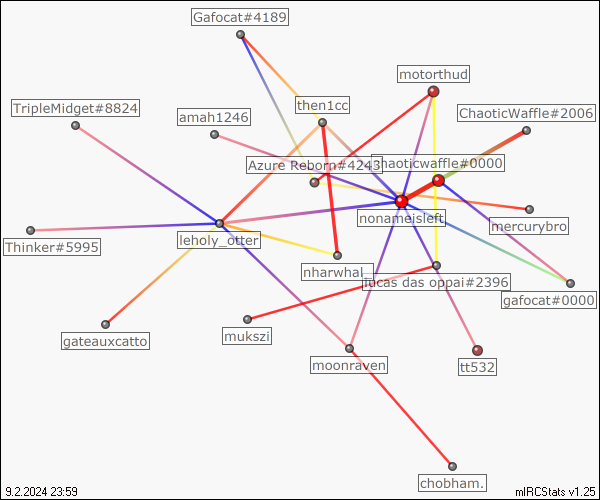 Gafocat#4189
motorthud
TripleMidget#8824
then1cc
ChaoticWaffle#2006
amah1246
Azure Reborn#4243
chaoticwaffle#0000
nonameisleft
mercurybro
Thinker#5995
leholy_otter
nharwhal_
lucas das oppai#2396
gafocat#0000
mukszi
gateauxcatto
moonraven
tt532
chobham.
9.2.2024 23:59
mIRCStats v1.25